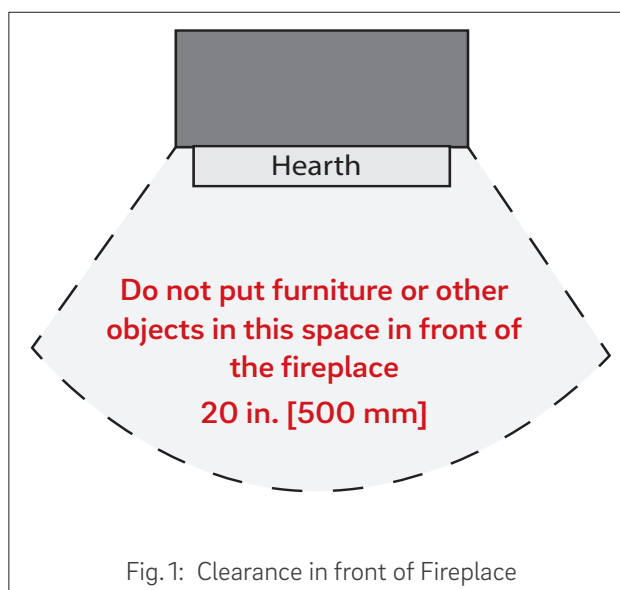 Hearth
Do not put furniture or other
objects in this space in front of
the fireplace
20 in. [500 mm]
Fig. 1: Clearance in front of Fireplace